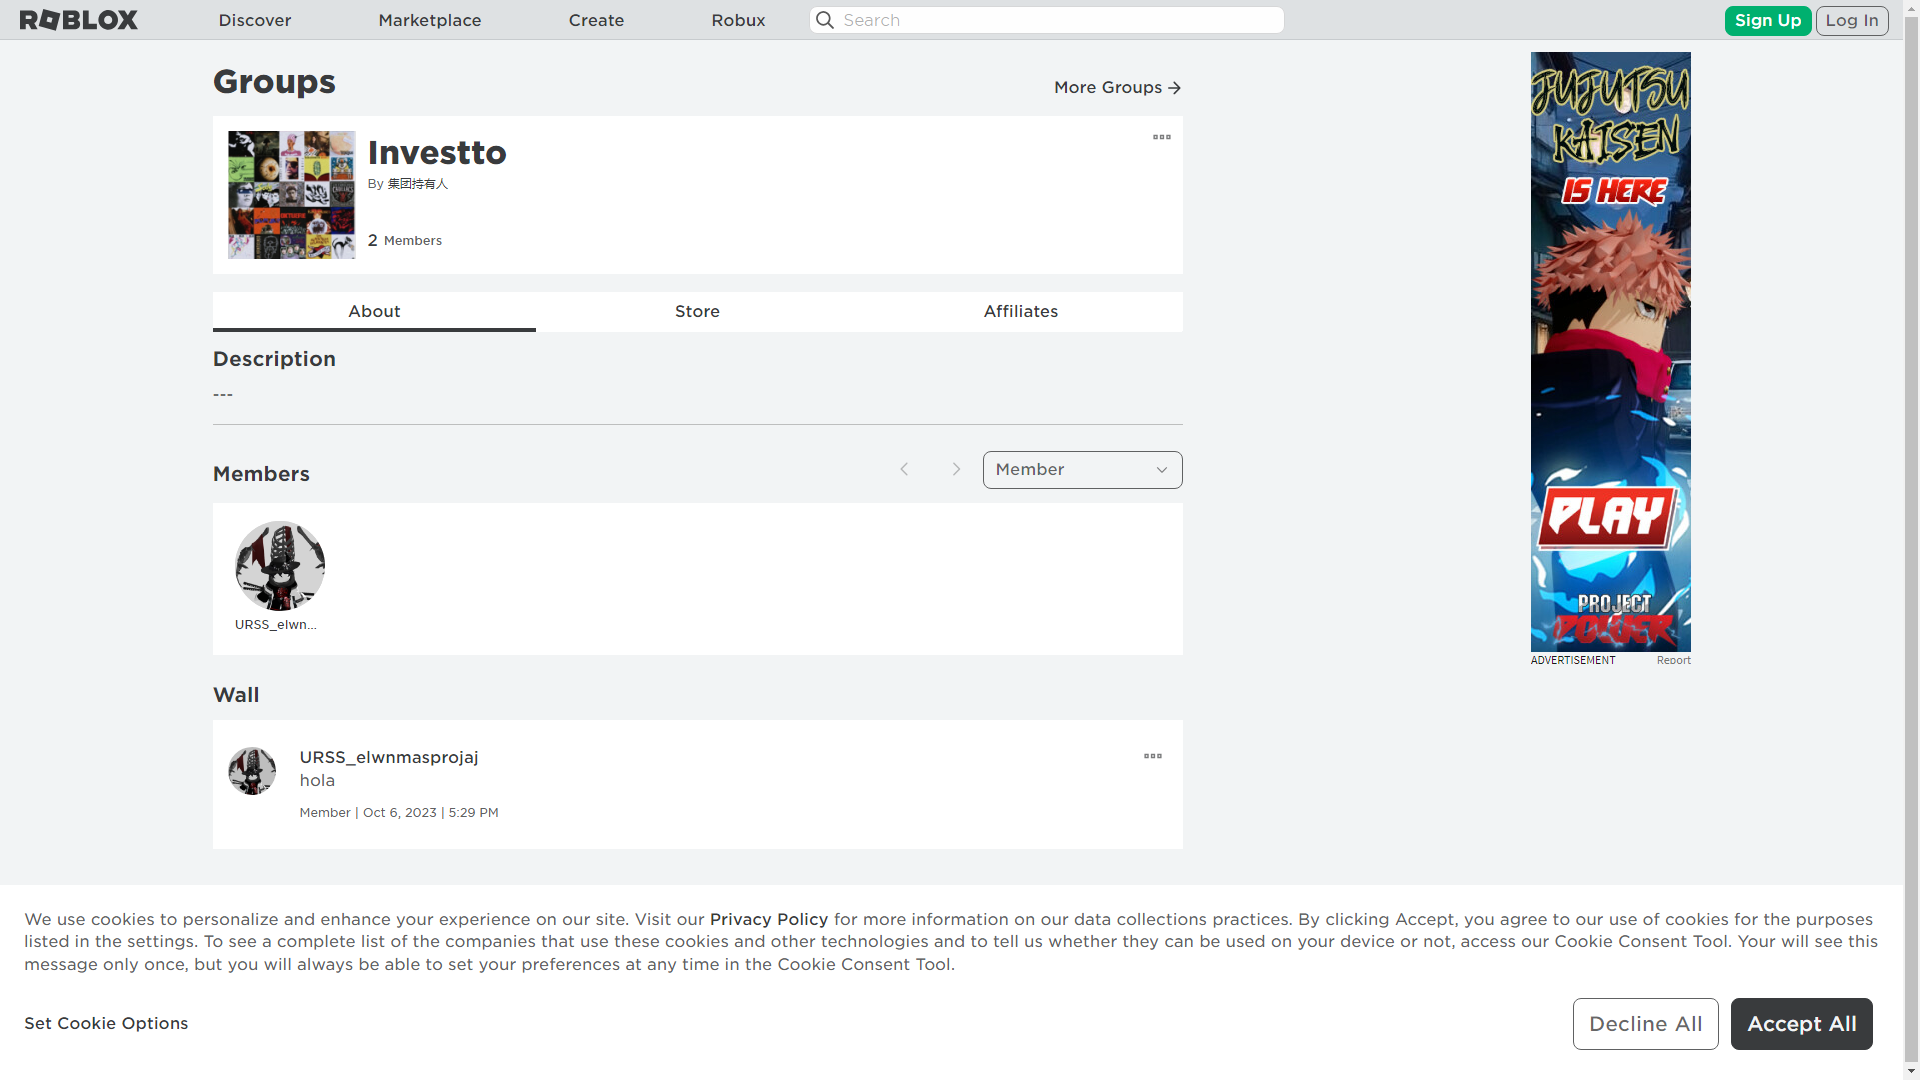 ROBLOX
Discover
Marketplace
Create
Robux
Search
Sign Up
Log In
Groups
More Groups
Investto
By 集团持有人
2 Members
About
Store
Affiliates
Description
---
Members
Member
URSS_elwn...
Wall
URSS_elwnmasprojaj
hola
Member | Oct 6, 2023 | 5:29 PM
JUJUTSU
KAISEN
IS HERE
PLAY
PROJECT
POWER
ADVERTISEMENT
Report
We use cookies to personalize and enhance your experience on our site. Visit our Privacy Policy for more information on our data collections practices. By clicking Accept, you agree to our use of cookies for the purposes
listed in the settings. To see a complete list of the companies that use these cookies and other technologies and to tell us whether they can be used on your device or not, access our Cookie Consent Tool. Your will see this
message only once, but you will always be able to set your preferences at any time in the Cookie Consent Tool.
Set Cookie Options
Decline All
Accept All